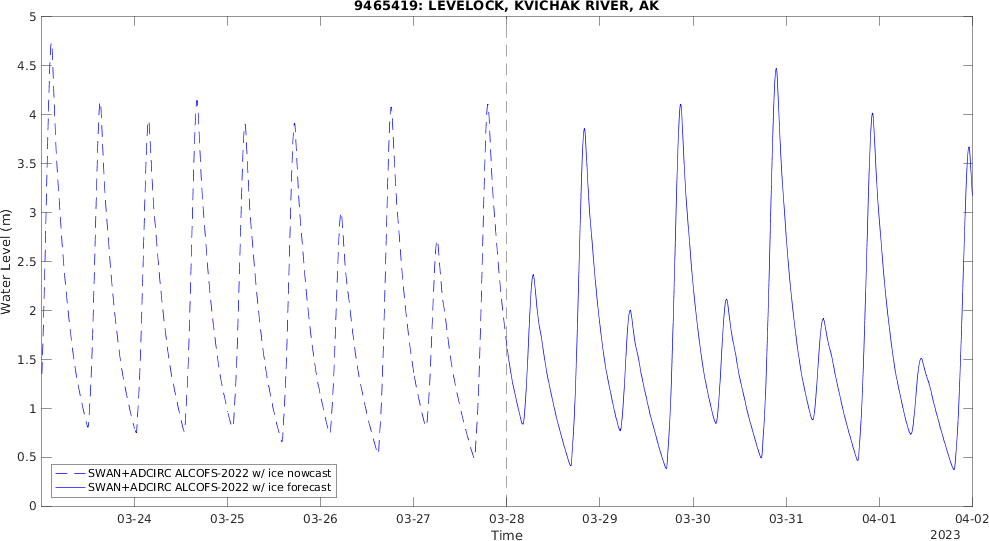 9465419: LEVELOCK, KVICHAK RIVER, AK
5
4.5
4
3.5
3
2.5
2
1.5
1
0.5
0
Water Level (m)
SWAN+ADCIRC ALCOFS-2022 w/ ice nowcast
SWAN+ADCIRC ALCOFS-2022 w/ ice forecast
03-24 03-25 03-26 03-27 03-28 03-29 03-30 03-31 04-01 04-02
Time
2023